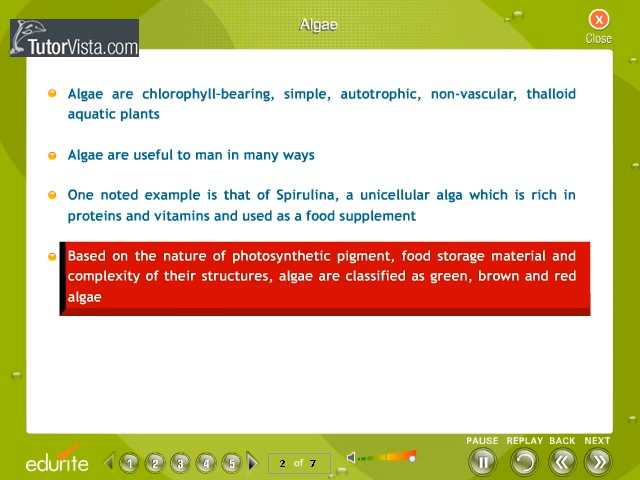 Algae
TutorVista.com
Close
Algae are chlorophyll-bearing, simple, autotrophic, non-vascular, thalloid
aquatic plants
Algae are useful to man in many ways
One noted example is that of Spirulina, a unicellular alga which is rich in
proteins and vitamins and used as a food supplement
Based on the nature of photosynthetic pigment, food storage material and
complexity of their structures, algae are classified as green, brown and red
algae
PAUSE REPLAY BACK NEXT
edurite
1 2 3 4 5
2 of 7